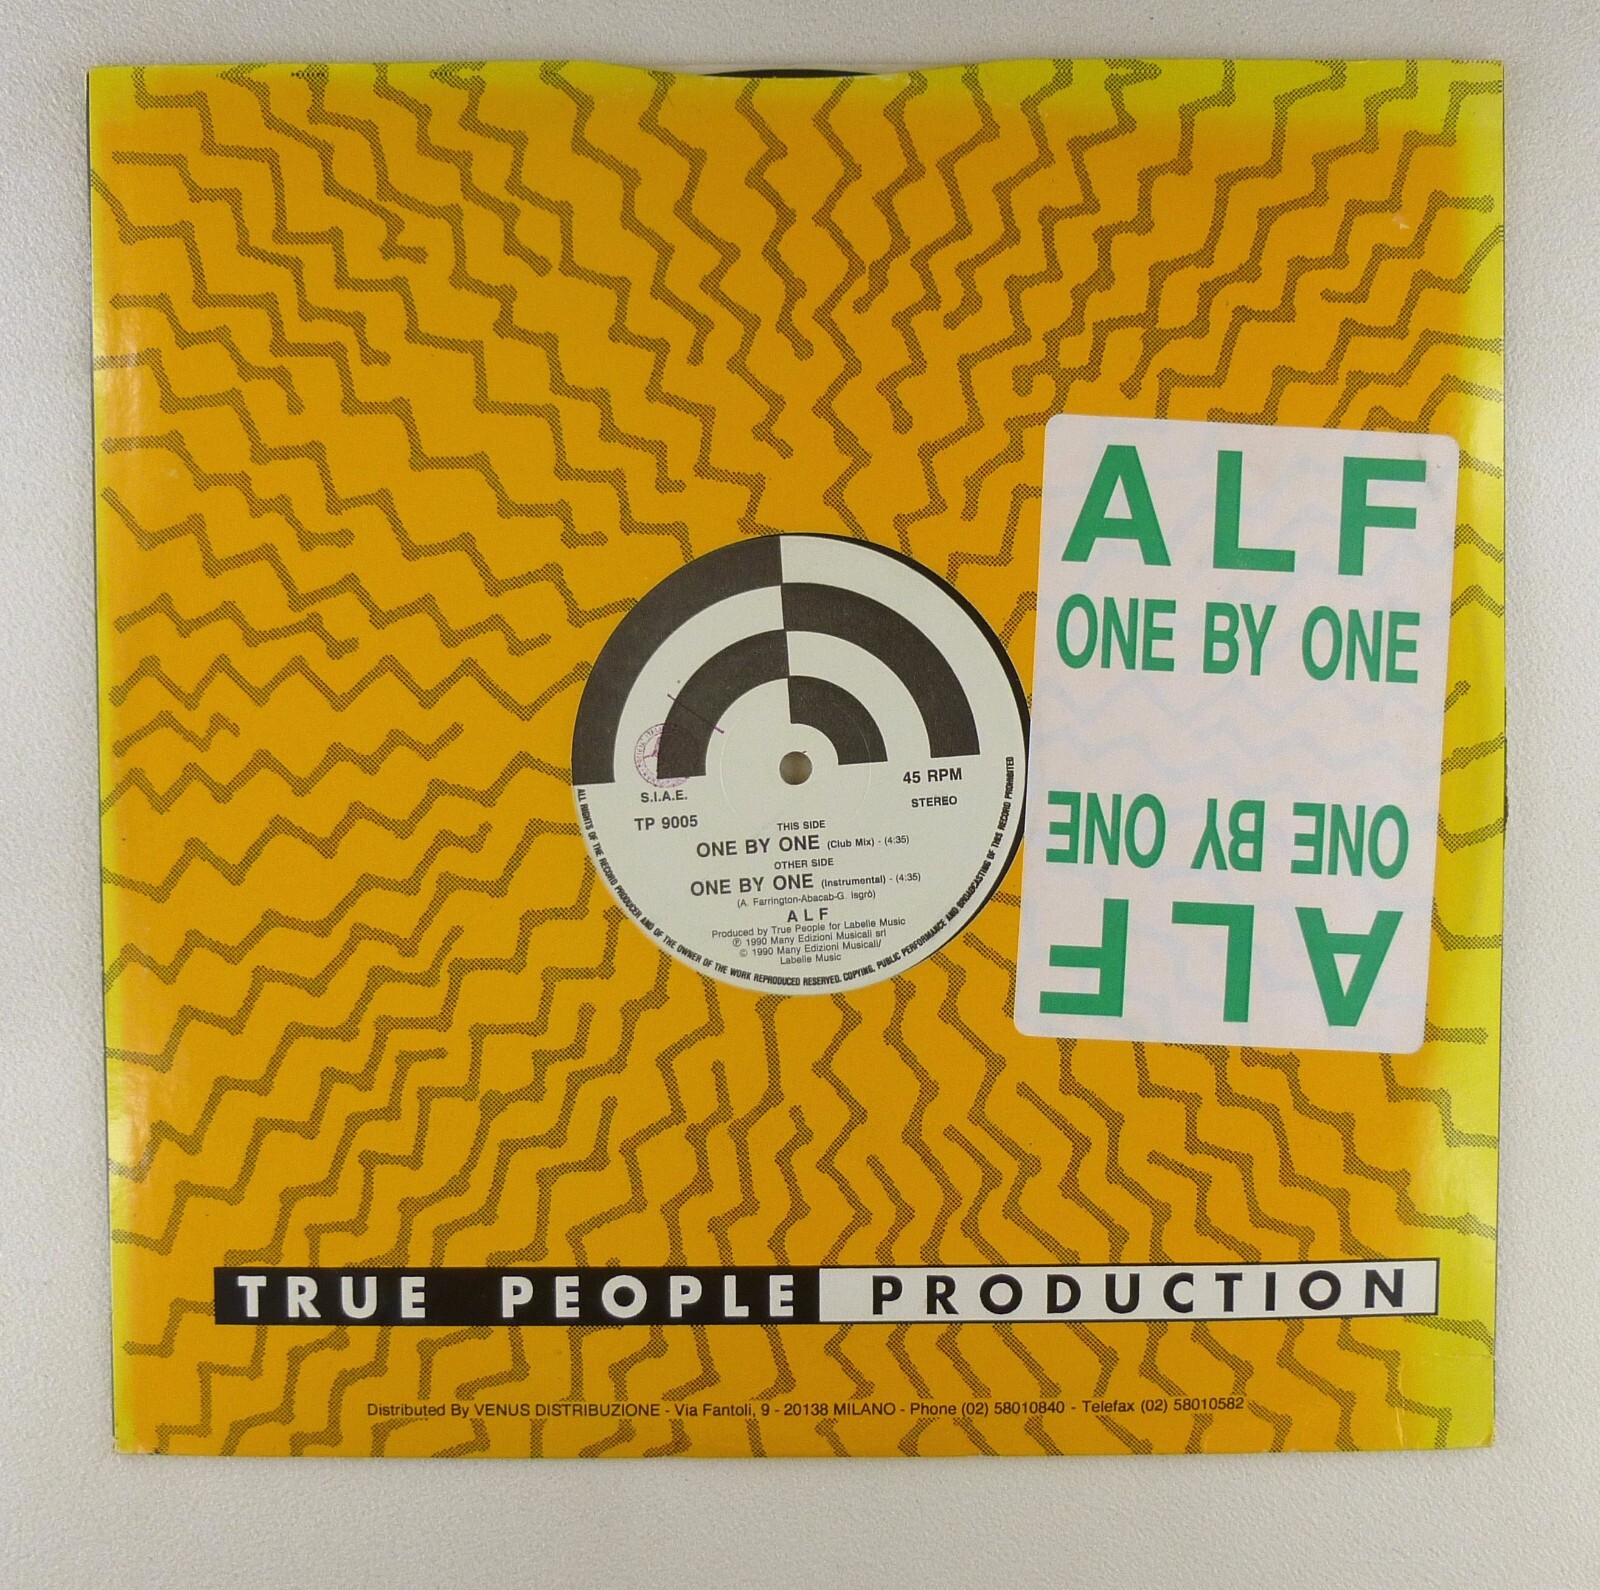 ALF
ONE BY ONE
ONE BY ONE
ALF
S.I.A.E.
TP 9005
45 RPM
STEREO
THIS SIDE
ONE BY ONE (Club Mix) - (4:35)
OTHER SIDE
ONE BY ONE (Instrumental) - (4:35)
(A. Farrington-Abacab-G. Isgrò)
ALF
Produced by True People for Labelle Music
℗ 1990 Many Edizioni Musicali srl
© 1990 Many Edizioni Musicali/
Labelle Music
ALL RIGHTS OF THE RECORD PRODUCER AND OF THE OWNER OF THE WORK REPRODUCED RESERVED. COPYING, PUBLIC PERFORMANCE AND BROADCASTING OF THIS RECORD PROHIBITED
TRUE PEOPLE PRODUCTION
Distributed By VENUS DISTRIBUZIONE - Via Fantoli, 9 - 20138 MILANO - Phone (02) 58010840 - Telefax (02) 58010582